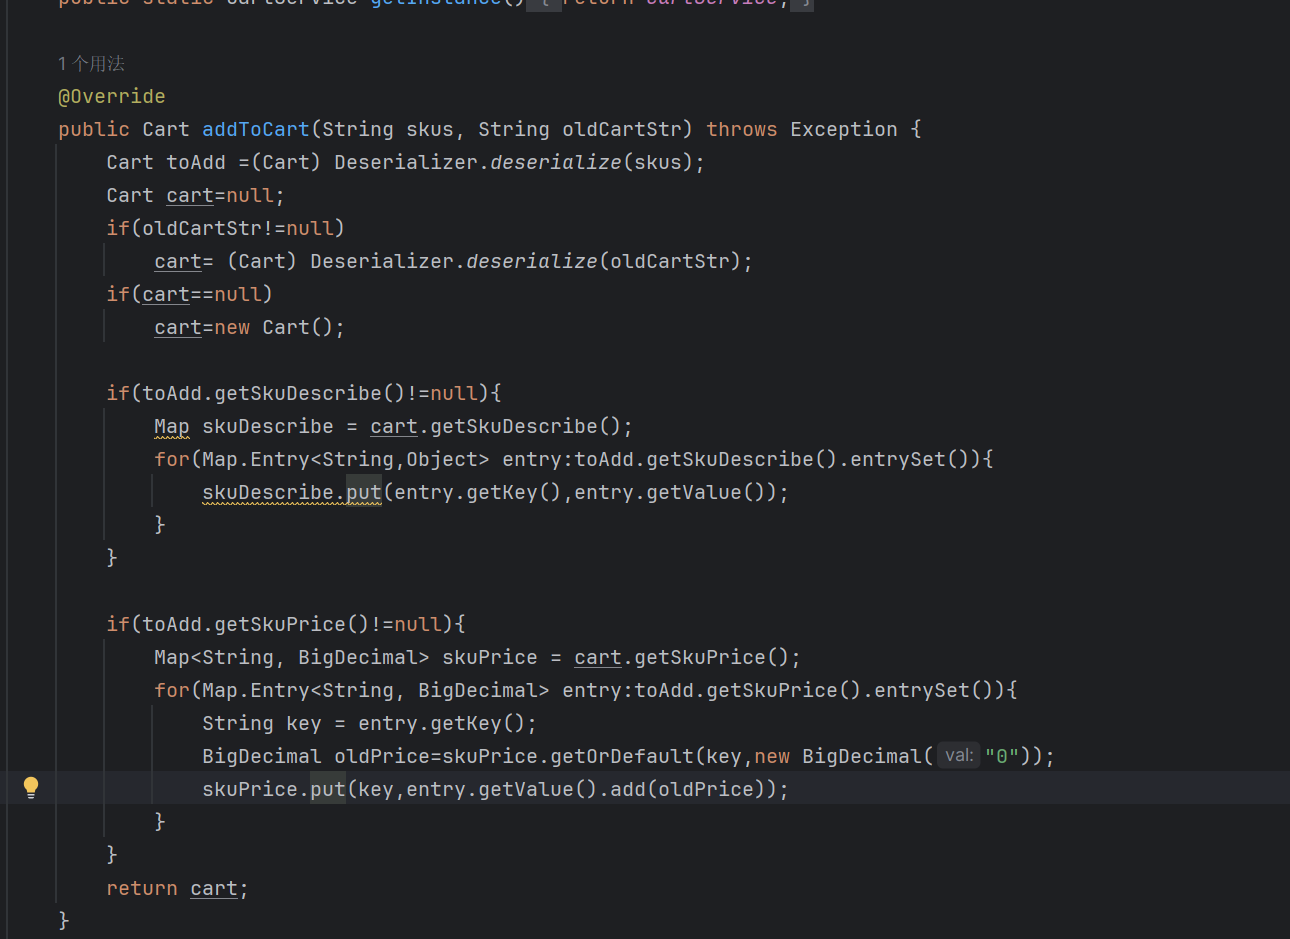 public static CartService getInstance() { return cartService; }
1 个用法
@Override
public Cart addToCart(String skus, String oldCartStr) throws Exception {
Cart toAdd =(Cart) Deserializer.deserialize(skus);
Cart cart=null;
if(oldCartStr!=null)
cart= (Cart) Deserializer.deserialize(oldCartStr);
if(cart==null)
cart=new Cart();
if(toAdd.getSkuDescribe()!=null){
Map skuDescribe = cart.getSkuDescribe();
for(Map.Entry<String,Object> entry:toAdd.getSkuDescribe().entrySet()){
skuDescribe.put(entry.getKey(),entry.getValue());
}
}
if(toAdd.getSkuPrice()!=null){
Map<String, BigDecimal> skuPrice = cart.getSkuPrice();
for(Map.Entry<String, BigDecimal> entry:toAdd.getSkuPrice().entrySet()){
String key = entry.getKey();
BigDecimal oldPrice=skuPrice.getOrDefault(key,new BigDecimal( val: "0"));
skuPrice.put(key,entry.getValue().add(oldPrice));
}
}
return cart;
}